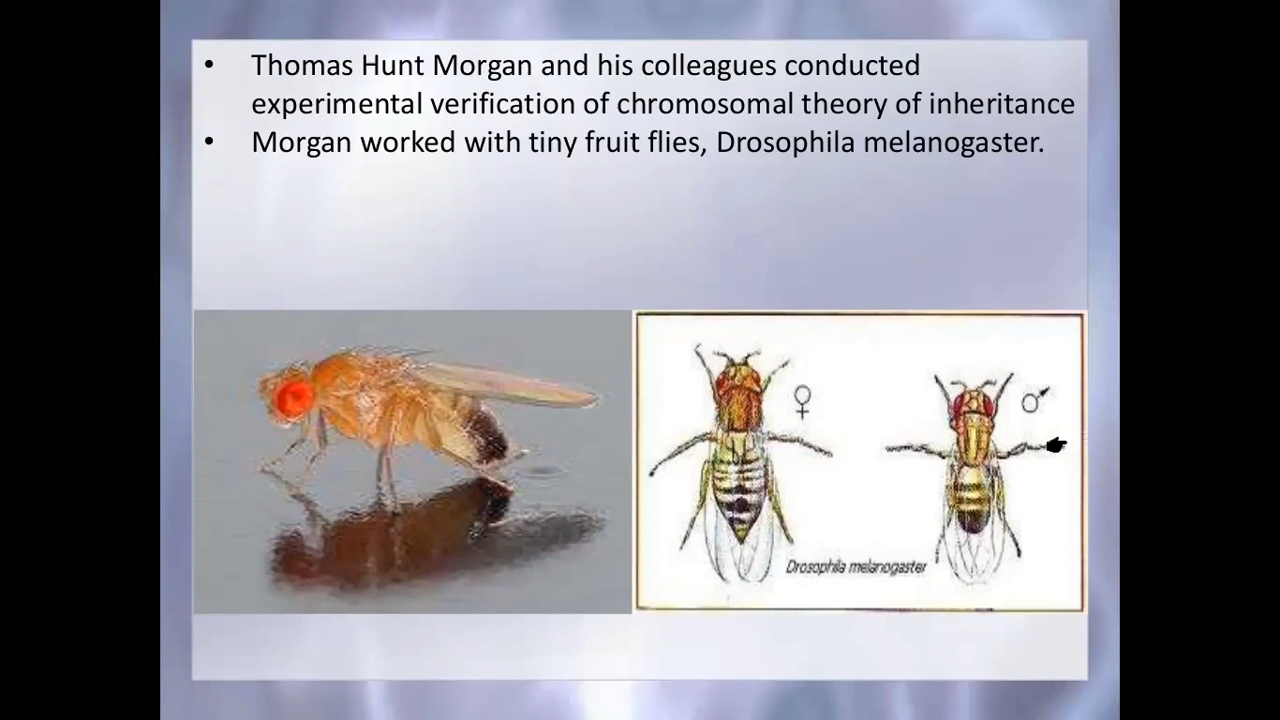 • Thomas Hunt Morgan and his colleagues conducted
experimental verification of chromosomal theory of inheritance
• Morgan worked with tiny fruit flies, Drosophila melanogaster.
♀
♂
Drosophila melanogaster